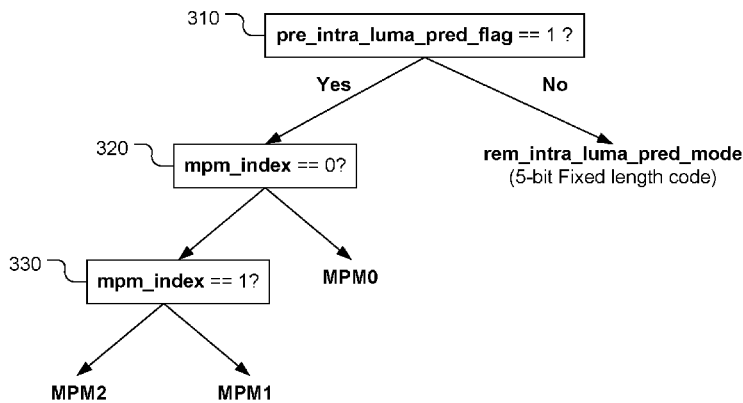 310
pre_intra_luma_pred_flag == 1 ?
Yes
No
320
mpm_index == 0?
rem_intra_luma_pred_mode
(5-bit Fixed length code)
330
mpm_index == 1?
MPM0
MPM2
MPM1